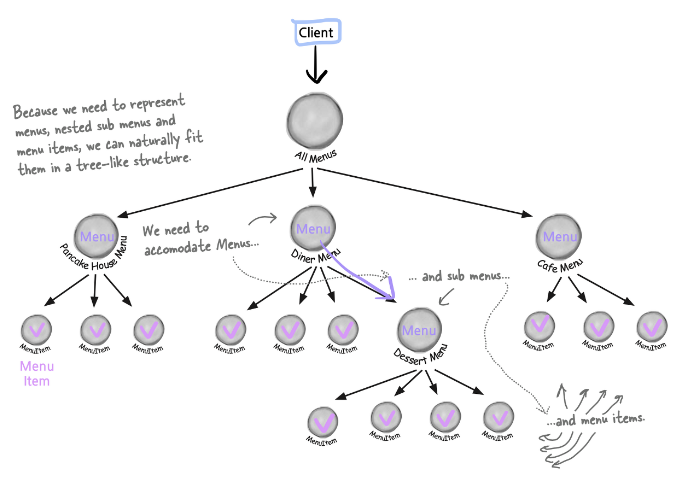 Client
Because we need to represent
menus, nested sub menus and
menu items, we can naturally fit
them in a tree-like structure.
All Menus
Menu
Pancake House Menu
We need to
accomodate Menus...
Menu
Diner Menu
... and sub menus...
Menu
Cafe Menu
MenuItem
MenuItem
MenuItem
Menu
Item
MenuItem
MenuItem
MenuItem
Menu
Dessert Menu
MenuItem
MenuItem
MenuItem
MenuItem
MenuItem
MenuItem
MenuItem
...and menu items.